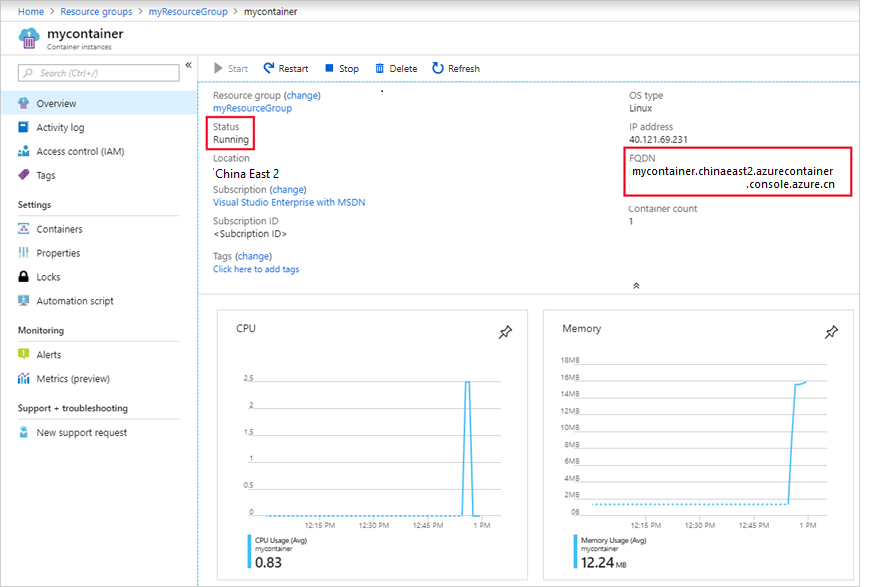 Home > Resource groups > myResourceGroup > mycontainer
mycontainer
Container instances
Search (Ctrl+/)
«
Overview
Activity log
Access control (IAM)
Tags
Settings
Containers
Properties
Locks
Automation script
Monitoring
Alerts
Metrics (preview)
Support + troubleshooting
New support request
Start Restart Stop Delete Refresh
Resource group (change)
myResourceGroup
Status
Running
Location
China East 2
Subscription (change)
Visual Studio Enterprise with MSDN
Subscription ID
<Subcription ID>
Tags (change)
Click here to add tags
OS type
Linux
IP address
40.121.69.231
FQDN
mycontainer.chinaeast2.azurecontainer
.console.azure.cn
Container count
1
CPU
2.5
2
1.5
1
0.5
0
12:15 PM 12:30 PM 12:45 PM 1 PM
CPU Usage (Avg)
mycontainer
0.83
Memory
18MB
16MB
14MB
12MB
10MB
8MB
6MB
4MB
2MB
0B
12:15 PM 12:30 PM 12:45 PM 1 PM
Memory Usage (Avg)
mycontainer
12.24 MB